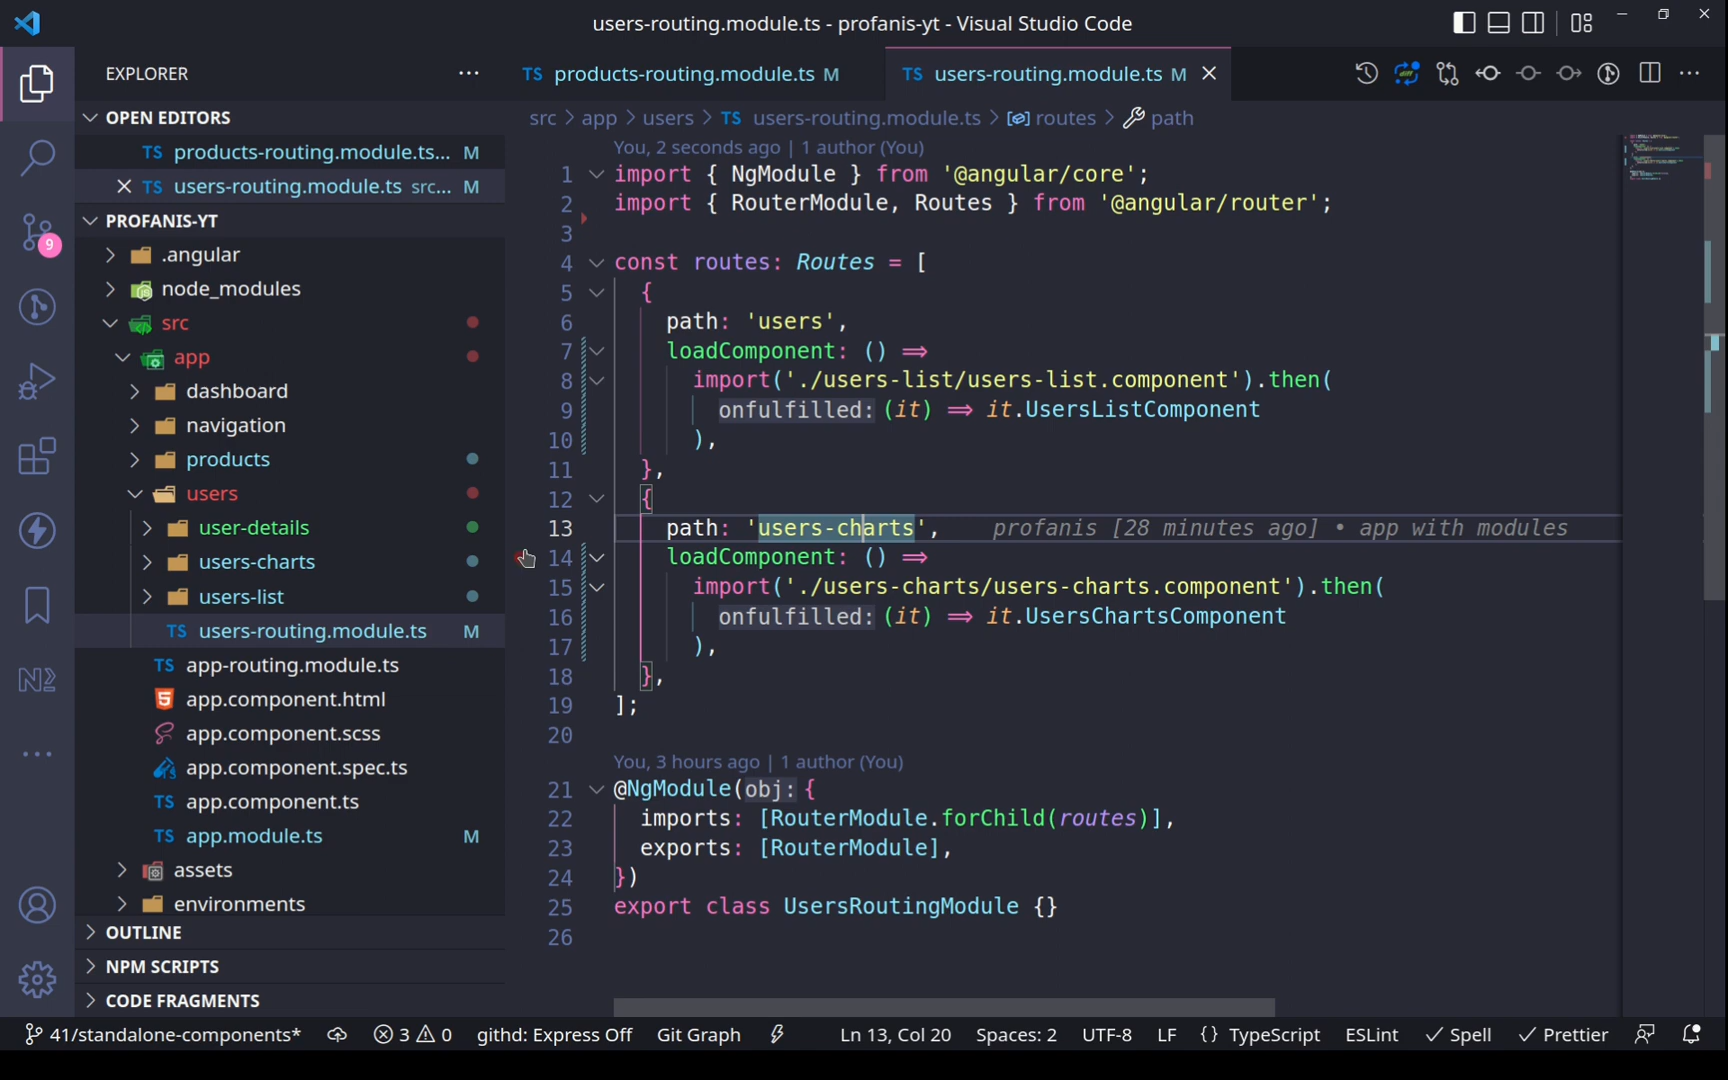 users-routing.module.ts - profanis-yt - Visual Studio Code
EXPLORER
TS products-routing.module.ts M
TS users-routing.module.ts M
OPEN EDITORS
TS products-routing.module.ts... M
TS users-routing.module.ts src... M
PROFANIS-YT
.angular
node_modules
src
app
dashboard
navigation
products
users
user-details
users-charts
users-list
TS users-routing.module.ts M
TS app-routing.module.ts
app.component.html
app.component.scss
app.component.spec.ts
TS app.component.ts
TS app.module.ts M
assets
environments
OUTLINE
NPM SCRIPTS
CODE FRAGMENTS
9
src > app > users > TS users-routing.module.ts > routes > path
You, 2 seconds ago | 1 author (You)
1 import { NgModule } from '@angular/core';
2 import { RouterModule, Routes } from '@angular/router';
3
4 const routes: Routes = [
5 {
6 path: 'users',
7 loadComponent: () =>
8 import('./users-list/users-list.component').then(
9 onfulfilled: (it) => it.UsersListComponent
10 ),
11 },
12 {
13 path: 'users-charts', profanis [28 minutes ago] • app with modules
14 loadComponent: () =>
15 import('./users-charts/users-charts.component').then(
16 onfulfilled: (it) => it.UsersChartsComponent
17 ),
18 },
19 ];
20
You, 3 hours ago | 1 author (You)
21 @NgModule(obj: {
22 imports: [RouterModule.forChild(routes)],
23 exports: [RouterModule],
24 })
25 export class UsersRoutingModule {}
26
41/standalone-components* 3 0 githd: Express Off Git Graph Ln 13, Col 20 Spaces: 2 UTF-8 LF {} TypeScript ESLint Spell Prettier